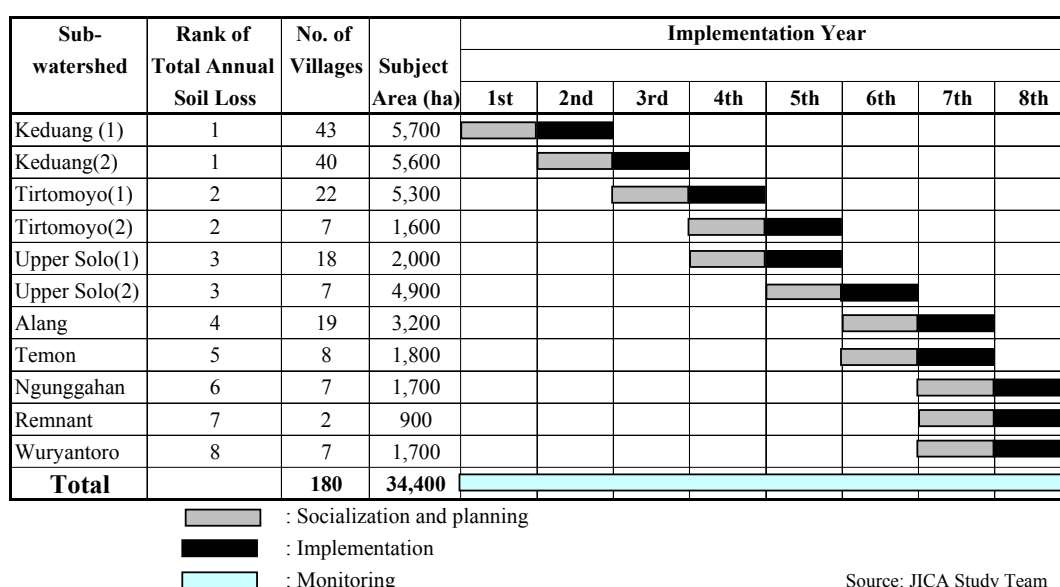 Sub-watershed Rank of Total Annual Soil Loss No. of Villages Subject Area (ha) Implementation Year
1st 2nd 3rd 4th 5th 6th 7th 8th
Keduang (1) 1 43 5,700
Keduang(2) 1 40 5,600
Tirtomoyo(1) 2 22 5,300
Tirtomoyo(2) 2 7 1,600
Upper Solo(1) 3 18 2,000
Upper Solo(2) 3 7 4,900
Alang 4 19 3,200
Temon 5 8 1,800
Ngunggahan 6 7 1,700
Remnant 7 2 900
Wuryantoro 8 7 1,700
Total 180 34,400
: Socialization and planning
: Implementation
: Monitoring
Source: JICA Study Team